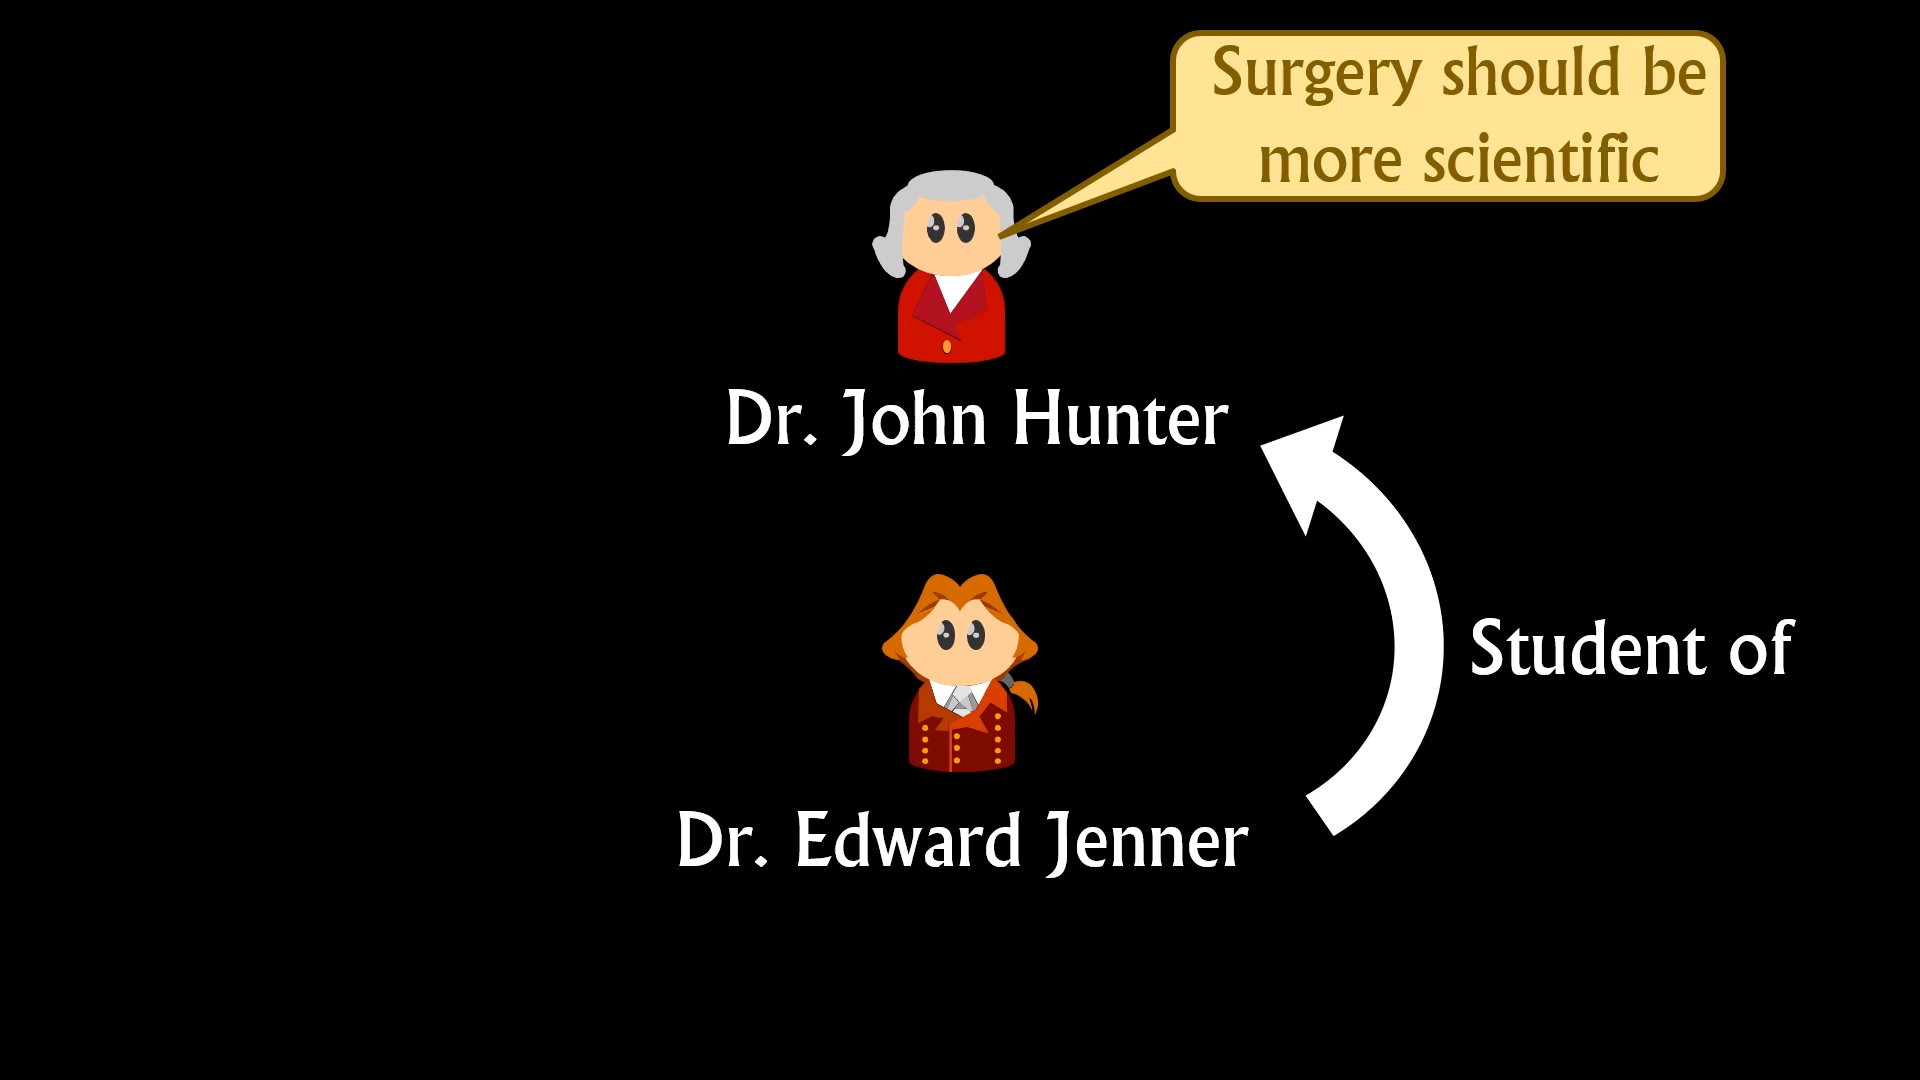 Surgery should be
more scientific
Dr. John Hunter
Student of
Dr. Edward Jenner